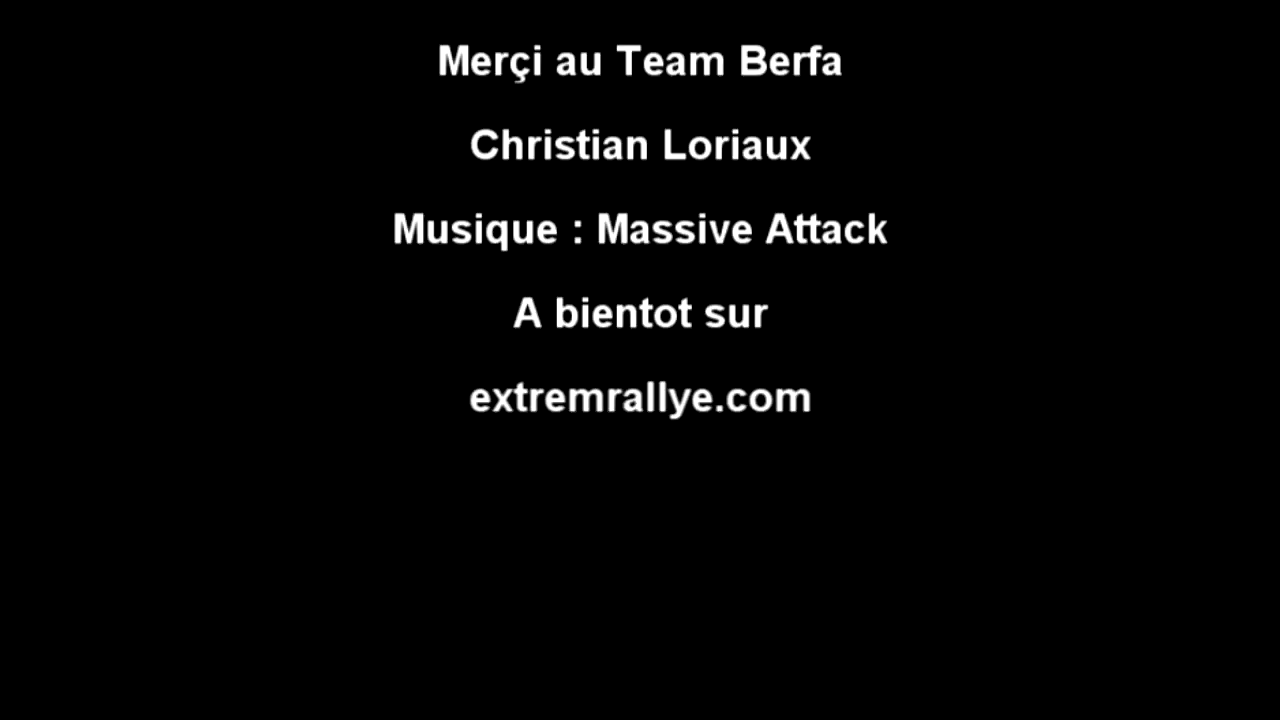 Merçi au Team Berfa
Christian Loriaux
Musique : Massive Attack
A bientot sur
extremrallye.com